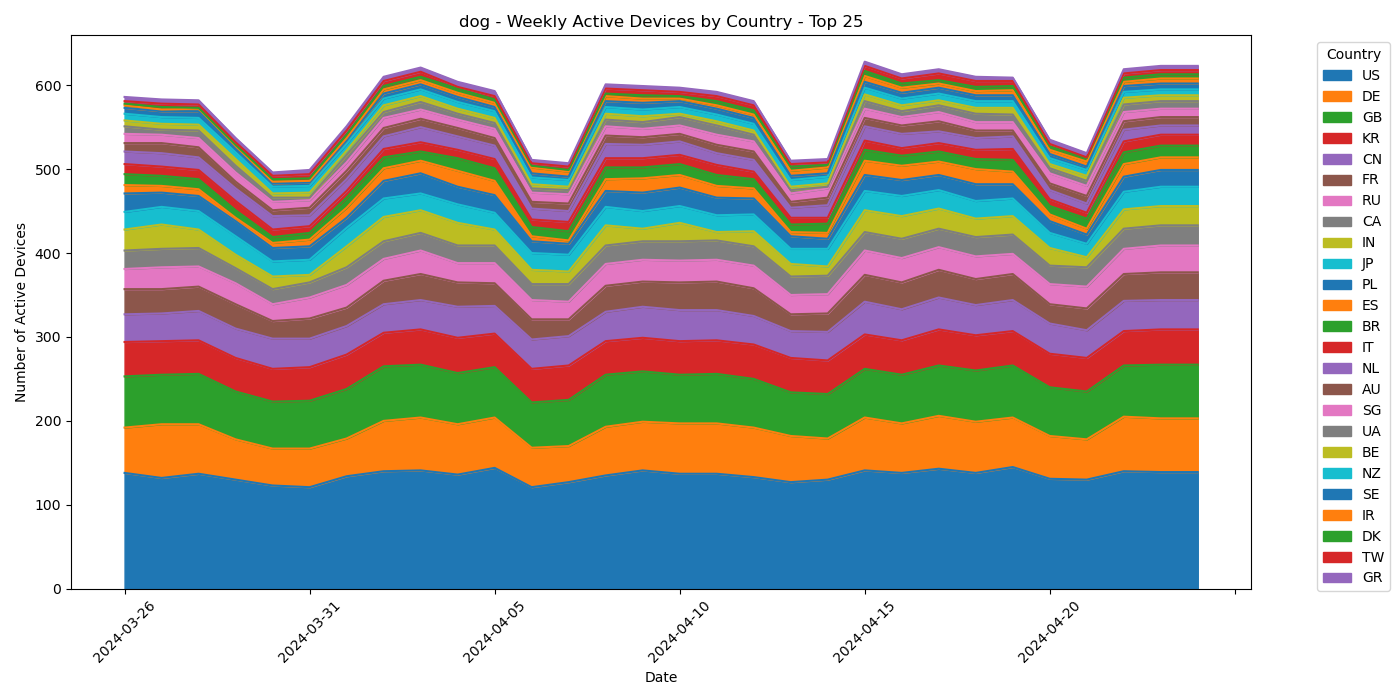 dog - Weekly Active Devices by Country - Top 25
Number of Active Devices
600
500
400
300
200
100
0
2024-03-26
2024-03-31
2024-04-05
2024-04-10
2024-04-15
2024-04-20
Date
Country
US
DE
GB
KR
CN
FR
RU
CA
IN
JP
PL
ES
BR
IT
NL
AU
SG
UA
BE
NZ
SE
IR
DK
TW
GR